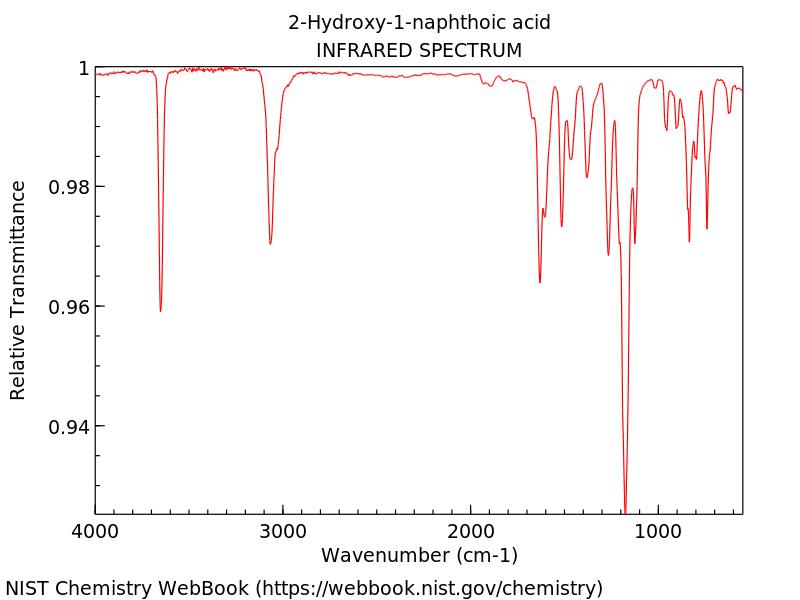 2-Hydroxy-1-naphthoic acid
INFRARED SPECTRUM
1
0.98
0.96
0.94
Relative Transmittance
4000 3000 2000 1000
Wavenumber (cm-1)
NIST Chemistry WebBook (https://webbook.nist.gov/chemistry)